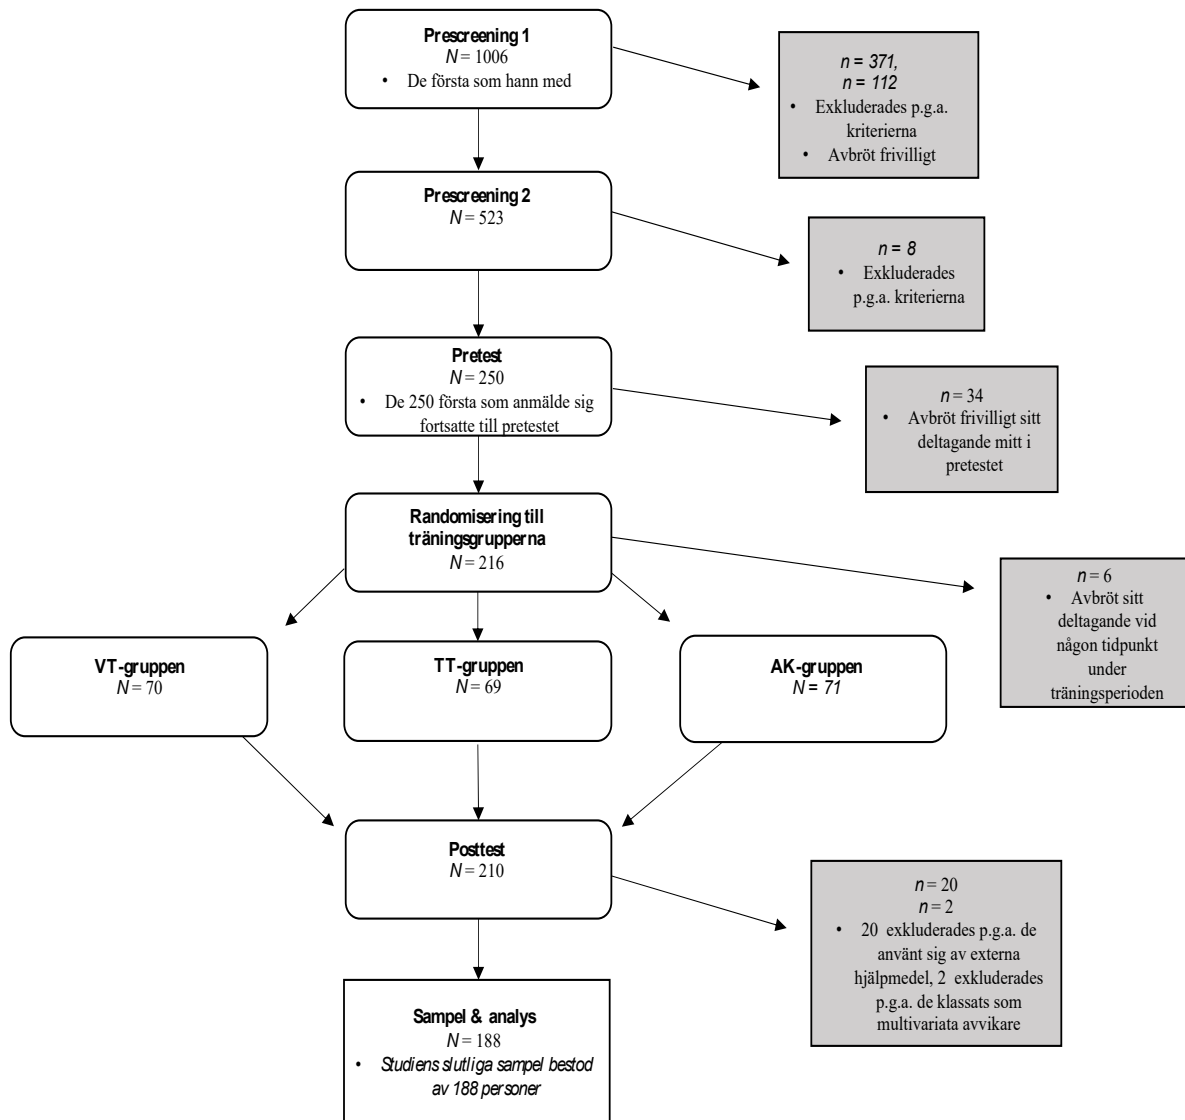 Prescreening 1
N = 1006
• De första som hann med
n = 371,
n = 112
• Exkluderades p.g.a.
kriterierna
• Avbröt frivilligt
Prescreening 2
N = 523
n = 8
• Exkluderades
p.g.a. kriterierna
Pretest
N = 250
• De 250 första som anmälde sig
fortsatte till pretestet
n = 34
• Avbröt frivilligt sitt
deltagande mitt i
pretestet
Randomisering till
träningsgrupperna
N = 216
n = 6
• Avbröt sitt
deltagande vid
någon tidpunkt
under
träningsperioden
VT-gruppen
N = 70
TT-gruppen
N = 69
AK-gruppen
N = 71
Posttest
N = 210
n = 20
n = 2
• 20 exkluderades p.g.a. de
använt sig av externa
hjälpmedel, 2 exkluderades
p.g.a. de klassats som
multivariata avvikare
Sampel & analys
N = 188
• Studiens slutliga sampel bestod
av 188 personer